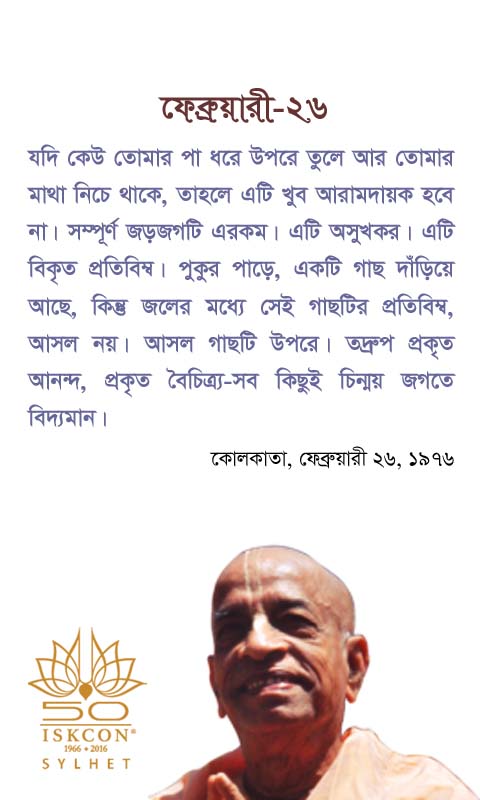 ফেব্রুয়ারী-২৬
যদি কেউ তোমার পা ধরে উপরে তুলে আর তোমার
মাথা নিচে থাকে, তাহলে এটি খুব আরামদায়ক হবে
না। সম্পূর্ণ জড়জগটি এরকম। এটি অসুখকর। এটি
বিকৃত প্রতিবিম্ব। পুকুর পাড়ে, একটি গাছ দাঁড়িয়ে
আছে, কিন্তু জলের মধ্যে সেই গাছটির প্রতিবিম্ব,
আসল নয়। আসল গাছটি উপরে। তদ্রুপ প্রকৃত
আনন্দ, প্রকৃত বৈচিত্র্য-সব কিছুই চিন্ময় জগতে
বিদ্যমান।
কোলকাতা, ফেব্রুয়ারী ২৬, ১৯৭৬
50
ISKCON®
1966 • 2016
SYLHET